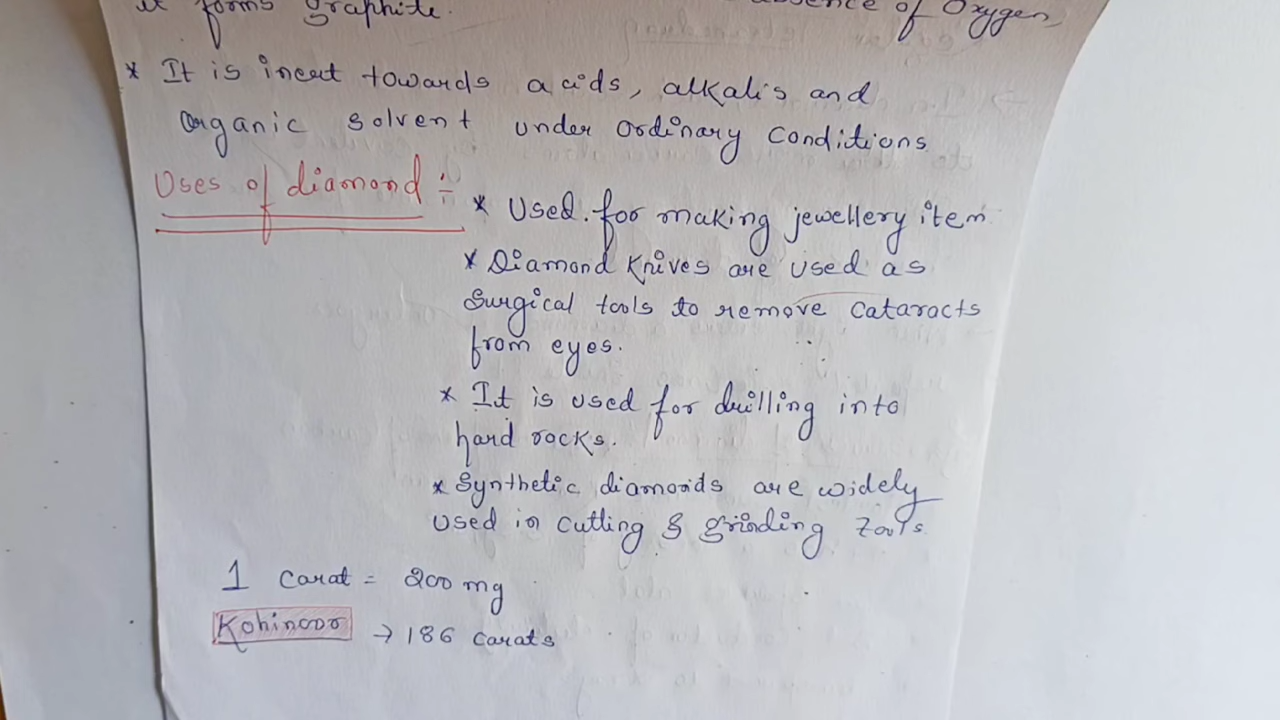 it forms graphite. absence of Oxygen,
* It is inert towards acids, alkalis and
organic solvent under ordinary conditions
Uses of diamond :-
* Used for making jewellery item
* Diamond Knives are used as
Surgical tools to remove cataracts
from eyes.
* It is used for drilling into
hard rocks.
* Synthetic diamonds are widely
used in cutting & grinding tools.
1 Carat = 200 mg
Kohinoor → 186 carats